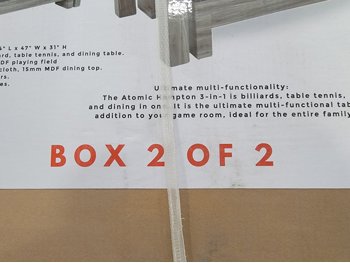 " L x 47" W x 31" H
ard, table tennis, and dining table.
DF playing field
cloth, 15mm MDF dining top.
rs.
es.
Ultimate multi-functionality:
The Atomic Hampton 3-in-1 is billiards, table tennis,
and dining in one. It is the ultimate multi-functional tab
addition to your game room, ideal for the entire family
BOX 2 OF 2